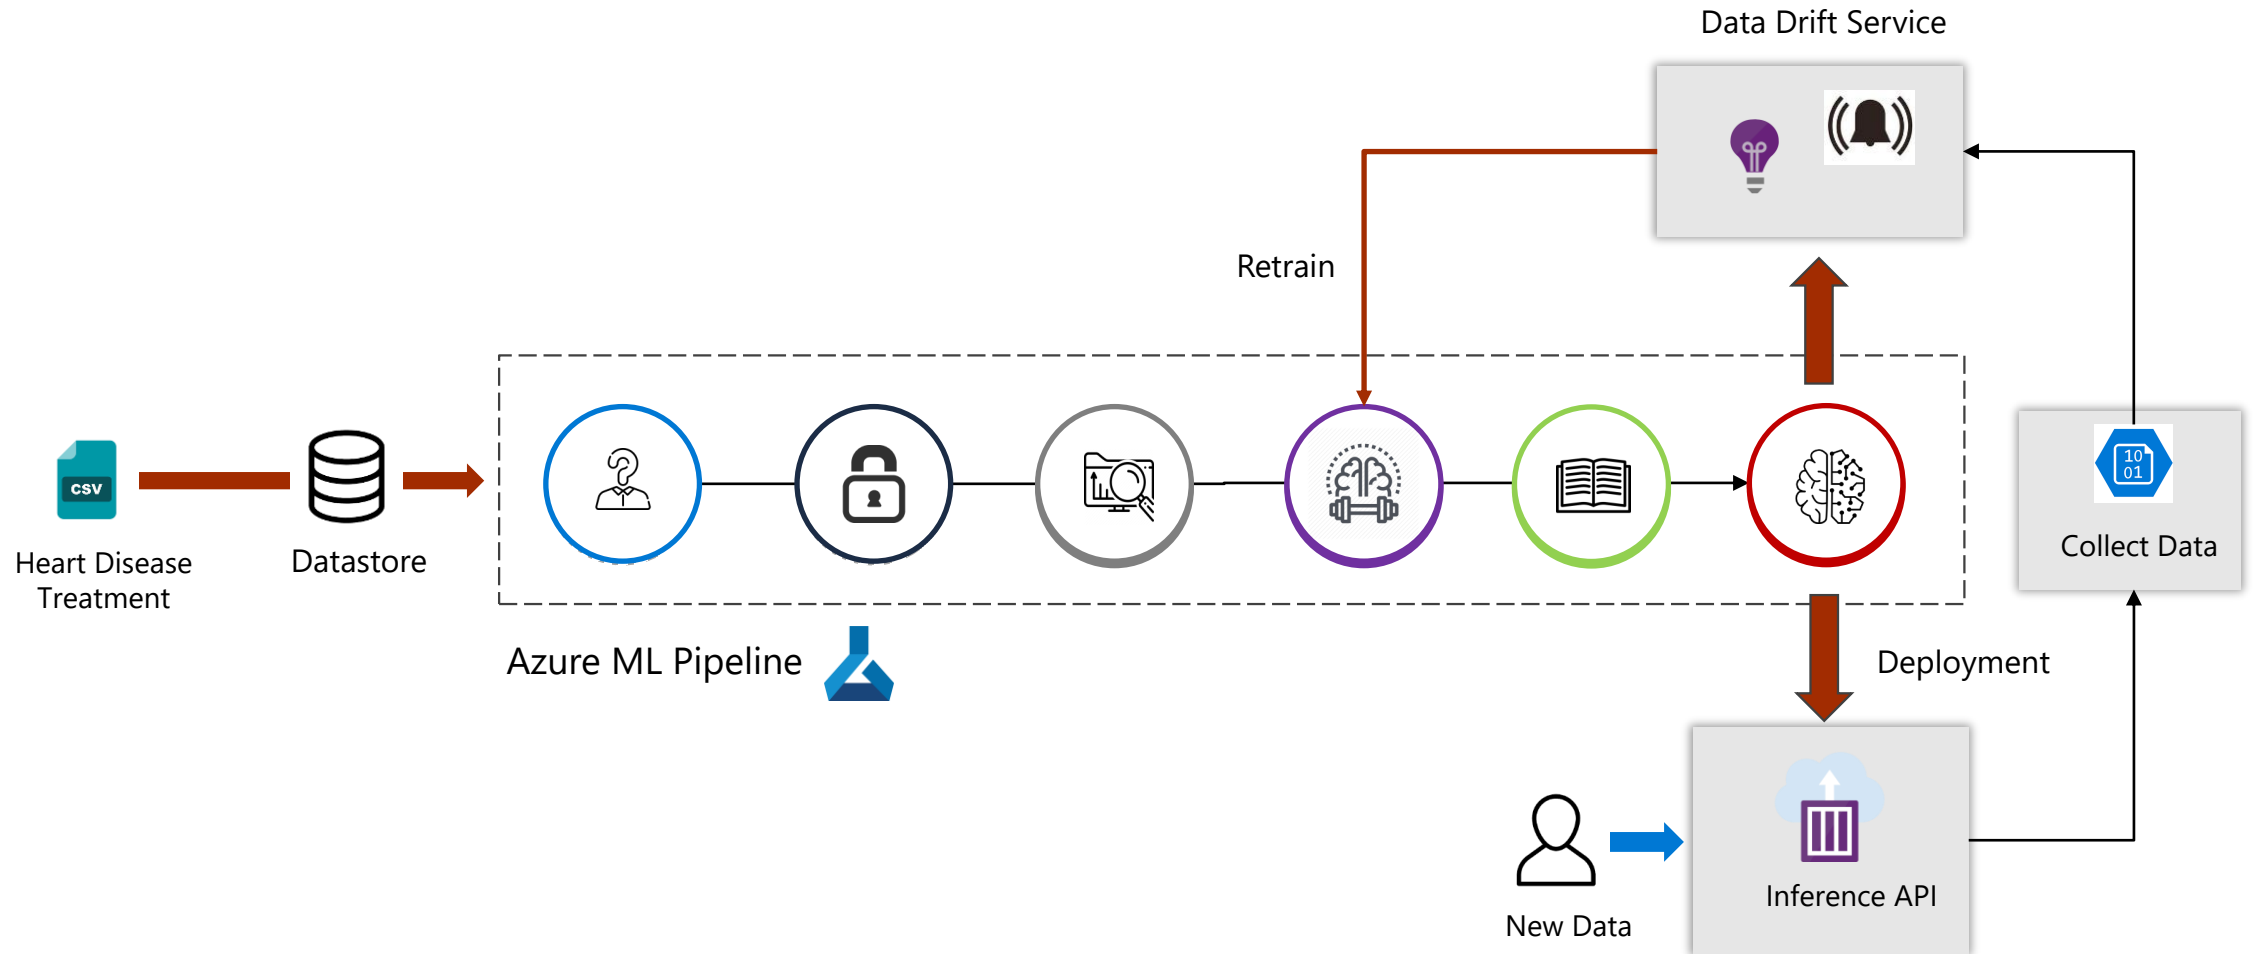 Data Drift Service
Retrain
CSV
Heart Disease
Treatment
Datastore
10
01
Collect Data
Azure ML Pipeline
Deployment
New Data
Inference API